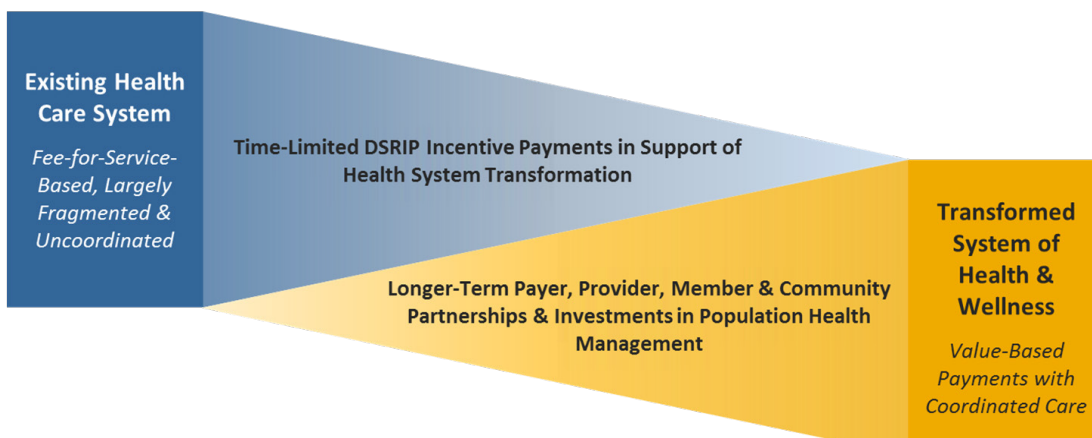 Existing Health
Care System
Fee-for-Service-
Based, Largely
Fragmented &
Uncoordinated
Time-Limited DSRIP Incentive Payments in Support of
Health System Transformation
Longer-Term Payer, Provider, Member & Community
Partnerships & Investments in Population Health
Management
Transformed
System of
Health &
Wellness
Value-Based
Payments with
Coordinated Care